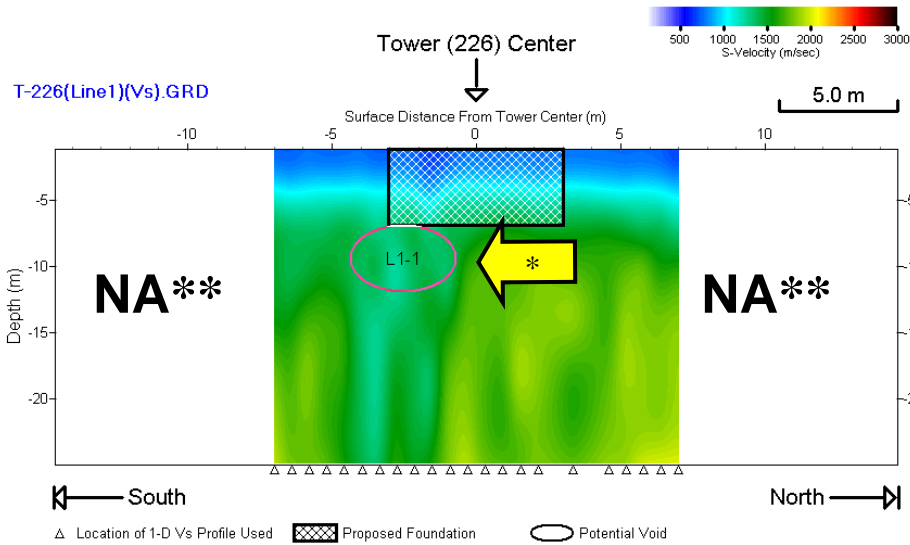 500 1000 1500 2000 2500 3000
S-Velocity (m/sec)
Tower (226) Center
T-226(Line1)(Vs).GRD
5.0 m
Surface Distance From Tower Center (m)
-10 -5 0 5 10
-5
-10
-15
-20
Depth (m)
L1-1
*
NA**
NA**
South
North
Location of 1-D Vs Profile Used
Proposed Foundation
Potential Void